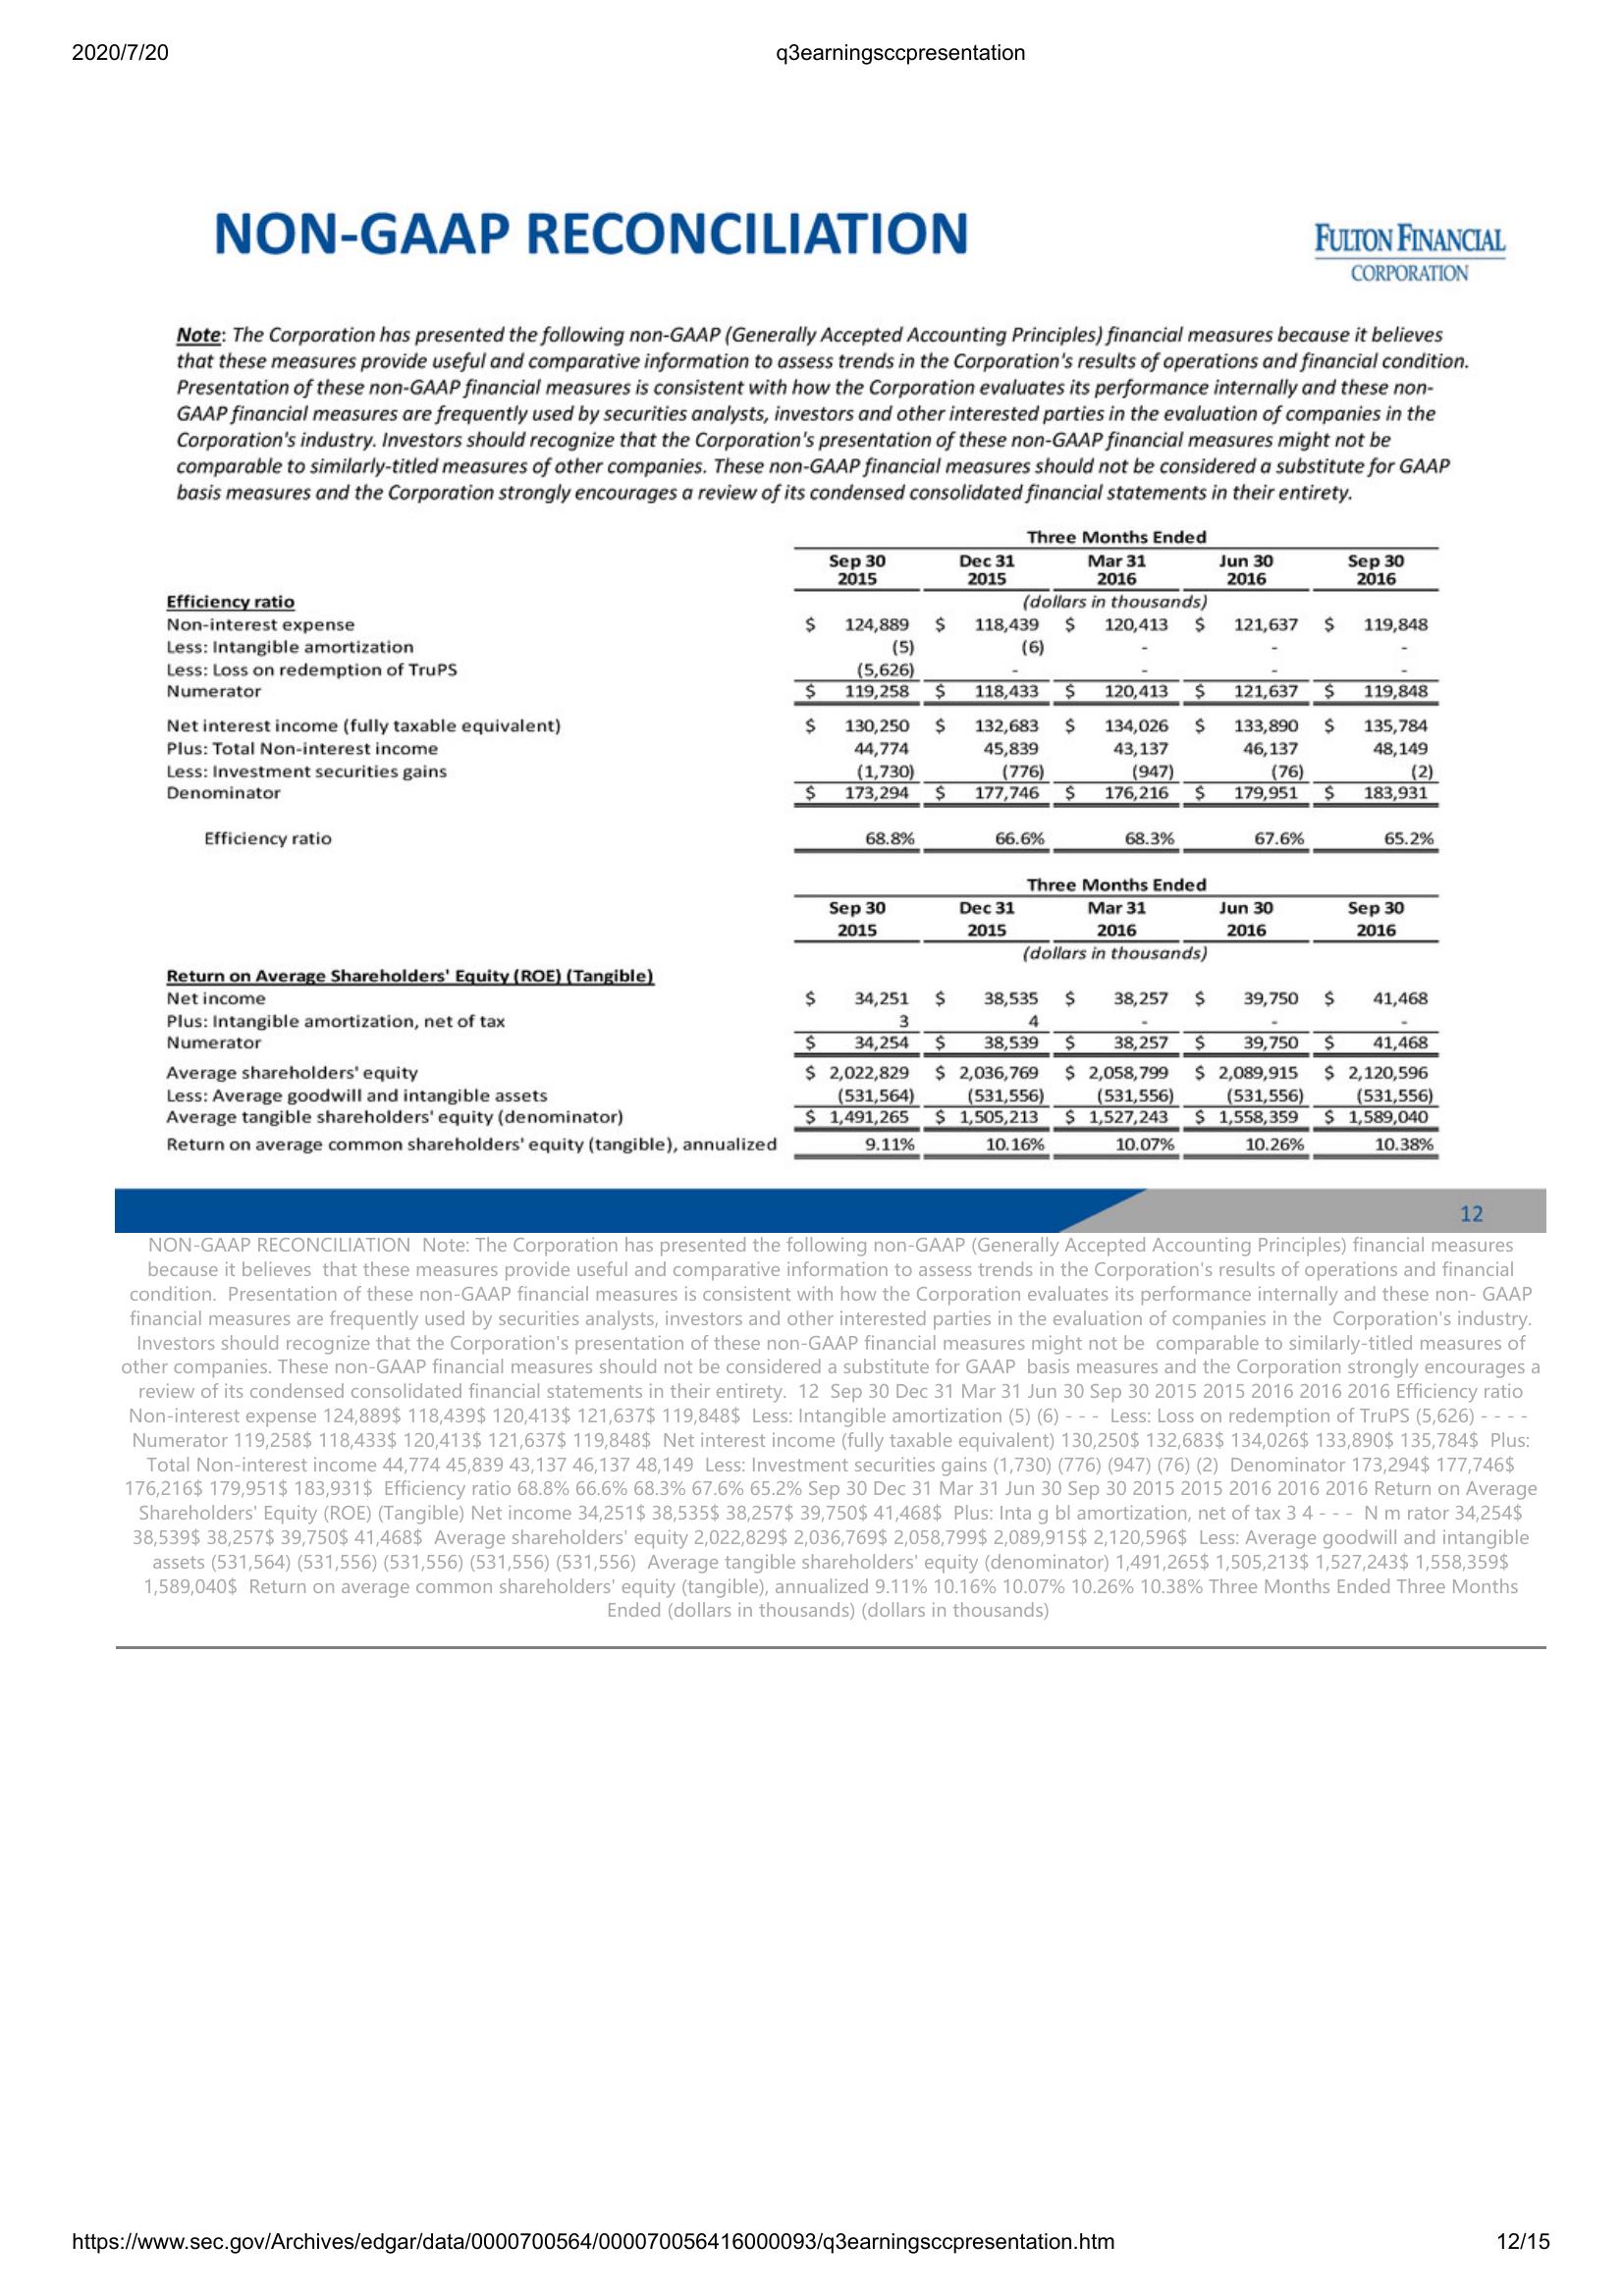 2020/7/20 q3earningsccpresentation
NON-GAAP RECONCILIATION
FULTON FINANCIAL
CORPORATION
Note: The Corporation has presented the following non-GAAP (Generally Accepted Accounting Principles) financial measures because it believes
that these measures provide useful and comparative information to assess trends in the Corporation's results of operations and financial condition.
Presentation of these non-GAAP financial measures is consistent with how the Corporation evaluates its performance internally and these non-
GAAP financial measures are frequently used by securities analysts, investors and other interested parties in the evaluation of companies in the
Corporation's industry. Investors should recognize that the Corporation's presentation of these non-GAAP financial measures might not be
comparable to similarly-titled measures of other companies. These non-GAAP financial measures should not be considered a substitute for GAAP
basis measures and the Corporation strongly encourages a review of its condensed consolidated financial statements in their entirety.
Three Months Ended
Sep 30 Dec 31 Mar 31 Jun 30 Sep 30
2015 2015 2016 2016 2016
Efficiency ratio (dollars in thousands)
Non-interest expense $ 124,889 $ 118,439 $ 120,413 $ 121,637 $ 119,848
Less: Intangible amortization (5) (6) - - -
Less: Loss on redemption of TruPS (5,626) - - - -
Numerator $ 119,258 $ 118,433 $ 120,413 $ 121,637 $ 119,848
Net interest income (fully taxable equivalent) $ 130,250 $ 132,683 $ 134,026 $ 133,890 $ 135,784
Plus: Total Non-interest income 44,774 45,839 43,137 46,137 48,149
Less: Investment securities gains (1,730) (776) (947) (76) (2)
Denominator $ 173,294 $ 177,746 $ 176,216 $ 179,951 $ 183,931
Efficiency ratio 68.8% 66.6% 68.3% 67.6% 65.2%
Three Months Ended
Sep 30 Dec 31 Mar 31 Jun 30 Sep 30
2015 2015 2016 2016 2016
(dollars in thousands)
Return on Average Shareholders' Equity (ROE) (Tangible)
Net income $ 34,251 $ 38,535 $ 38,257 $ 39,750 $ 41,468
Plus: Intangible amortization, net of tax 3 4 - - -
Numerator $ 34,254 $ 38,539 $ 38,257 $ 39,750 $ 41,468
Average shareholders' equity $ 2,022,829 $ 2,036,769 $ 2,058,799 $ 2,089,915 $ 2,120,596
Less: Average goodwill and intangible assets (531,564) (531,556) (531,556) (531,556) (531,556)
Average tangible shareholders' equity (denominator) $ 1,491,265 $ 1,505,213 $ 1,527,243 $ 1,558,359 $ 1,589,040
Return on average common shareholders' equity (tangible), annualized 9.11% 10.16% 10.07% 10.26% 10.38%
12
NON-GAAP RECONCILIATION Note: The Corporation has presented the following non-GAAP (Generally Accepted Accounting Principles) financial measures
because it believes that these measures provide useful and comparative information to assess trends in the Corporation's results of operations and financial
condition. Presentation of these non-GAAP financial measures is consistent with how the Corporation evaluates its performance internally and these non- GAAP
financial measures are frequently used by securities analysts, investors and other interested parties in the evaluation of companies in the Corporation's industry.
Investors should recognize that the Corporation's presentation of these non-GAAP financial measures might not be comparable to similarly-titled measures of
other companies. These non-GAAP financial measures should not be considered a substitute for GAAP basis measures and the Corporation strongly encourages a
review of its condensed consolidated financial statements in their entirety. 12 Sep 30 Dec 31 Mar 31 Jun 30 Sep 30 2015 2015 2016 2016 2016 Efficiency ratio
Non-interest expense 124,889$ 118,439$ 120,413$ 121,637$ 119,848$ Less: Intangible amortization (5) (6) - - - Less: Loss on redemption of TruPS (5,626) - - - -
Numerator 119,258$ 118,433$ 120,413$ 121,637$ 119,848$ Net interest income (fully taxable equivalent) 130,250$ 132,683$ 134,026$ 133,890$ 135,784$ Plus:
Total Non-interest income 44,774 45,839 43,137 46,137 48,149 Less: Investment securities gains (1,730) (776) (947) (76) (2) Denominator 173,294$ 177,746$
176,216$ 179,951$ 183,931$ Efficiency ratio 68.8% 66.6% 68.3% 67.6% 65.2% Sep 30 Dec 31 Mar 31 Jun 30 Sep 30 2015 2015 2016 2016 2016 Return on Average
Shareholders' Equity (ROE) (Tangible) Net income 34,251$ 38,535$ 38,257$ 39,750$ 41,468$ Plus: Inta g bl amortization, net of tax 3 4 - - - N m rator 34,254$
38,539$ 38,257$ 39,750$ 41,468$ Average shareholders' equity 2,022,829$ 2,036,769$ 2,058,799$ 2,089,915$ 2,120,596$ Less: Average goodwill and intangible
assets (531,564) (531,556) (531,556) (531,556) (531,556) Average tangible shareholders' equity (denominator) 1,491,265$ 1,505,213$ 1,527,243$ 1,558,359$
1,589,040$ Return on average common shareholders' equity (tangible), annualized 9.11% 10.16% 10.07% 10.26% 10.38% Three Months Ended Three Months
Ended (dollars in thousands) (dollars in thousands)
https://www.sec.gov/Archives/edgar/data/0000700564/000070056416000093/q3earningsccpresentation.htm 12/15